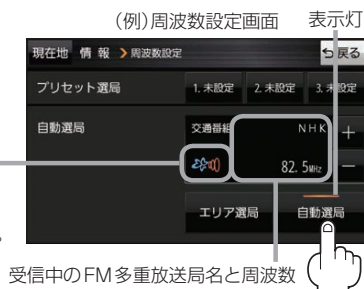 (例)周波数設定画面 表示灯
現在地 情 報 ❯周波数設定 戻る
プリセット選局 1.未設定 2.未設定 3.未設定
自動選局 交通番組 NHK +
82.5MHz −
エリア選局 自動選局
。
受信中のFM多重放送局名と周波数